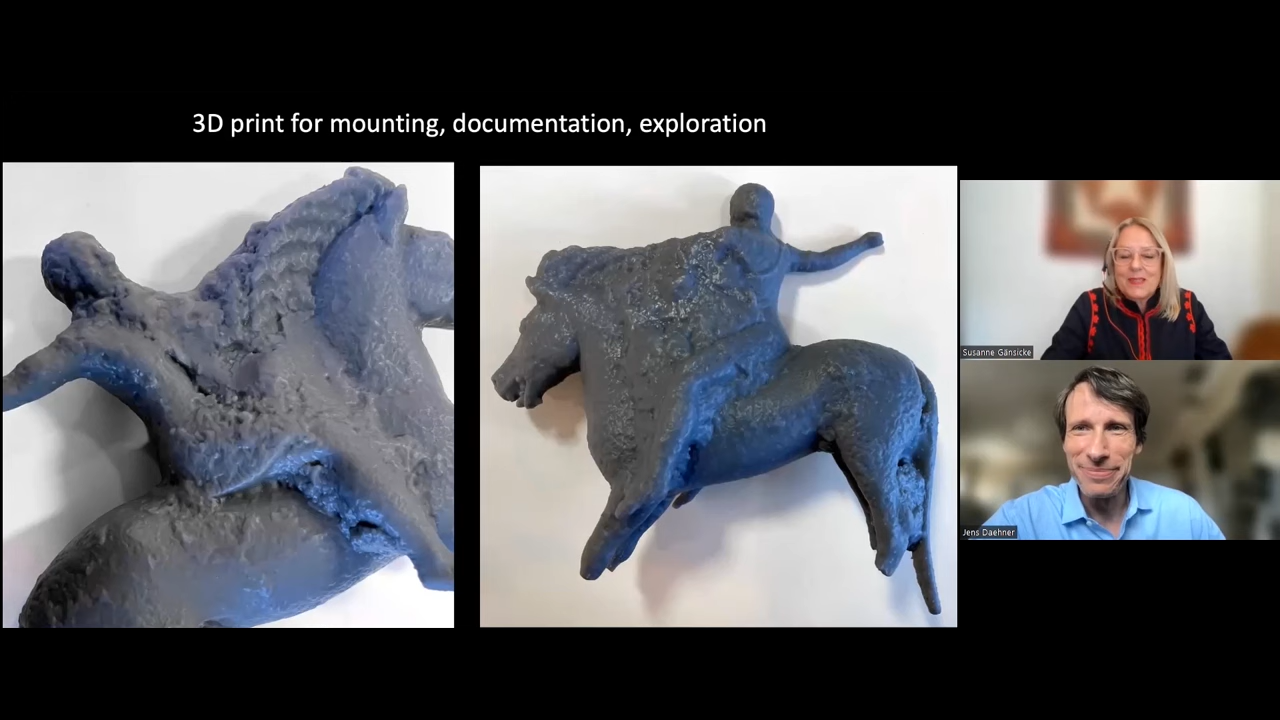 3D print for mounting, documentation, exploration
Susanne Gänsicke
Jens Daehner